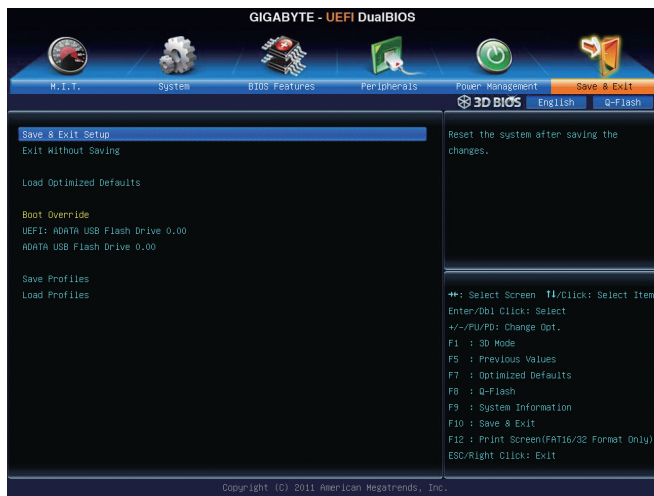 GIGABYTE - UEFI DualBIOS
M.I.T. System BIOS Features Peripherals Power Management Save & Exit
3D BIOS English Q-Flash
Save & Exit Setup
Exit Without Saving
Load Optimized Defaults
Boot Override
UEFI: ADATA USB Flash Drive 0.00
ADATA USB Flash Drive 0.00
Save Profiles
Load Profiles
Reset the system after saving the
changes.
→←: Select Screen ↑↓/Click: Select Item
Enter/Dbl Click: Select
+/-/PU/PD: Change Opt.
F1 : 3D Mode
F5 : Previous Values
F7 : Optimized Defaults
F8 : Q-Flash
F9 : System Information
F10 : Save & Exit
F12 : Print Screen(FAT16/32 Format Only)
ESC/Right Click: Exit
Copyright (C) 2011 American Megatrends, Inc.